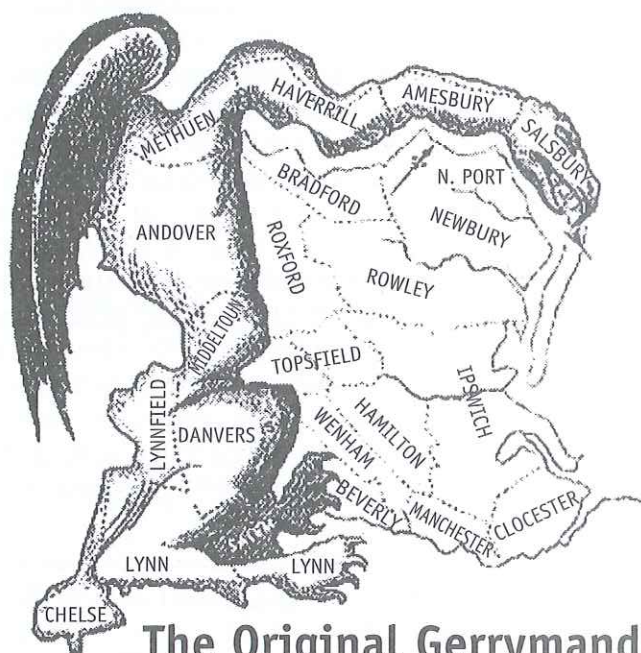 HAVERRILL
AMESBURY
SALSBURY
METHUEN
BRADFORD
N. PORT
ANDOVER
ROXFORD
NEWBURY
ROWLEY
MIDDELTOUN
TOPSFIELD
IPSWICH
LYNNFIELD
DANVERS
HAMILTON
WENHAM
BEVERLY
MANCHESTER
CLOCESTER
LYNN
LYNN
CHELSE
The Original Gerrymand